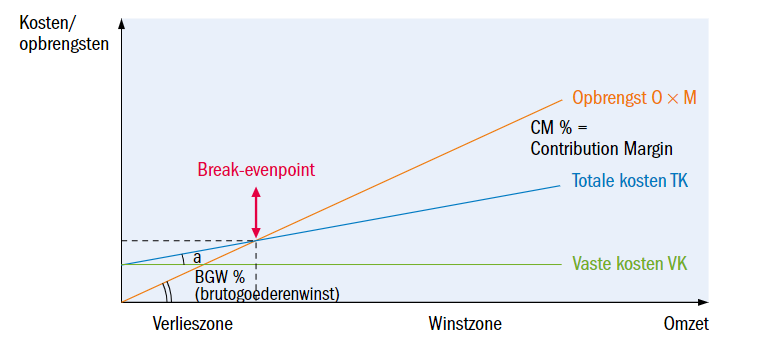 Kosten/
opbrengsten
Opbrengst O × M
CM % =
Contribution Margin
Break-evenpoint
Totale kosten TK
a
Vaste kosten VK
BGW %
(brutogoederenwinst)
Verlieszone
Winstzone
Omzet